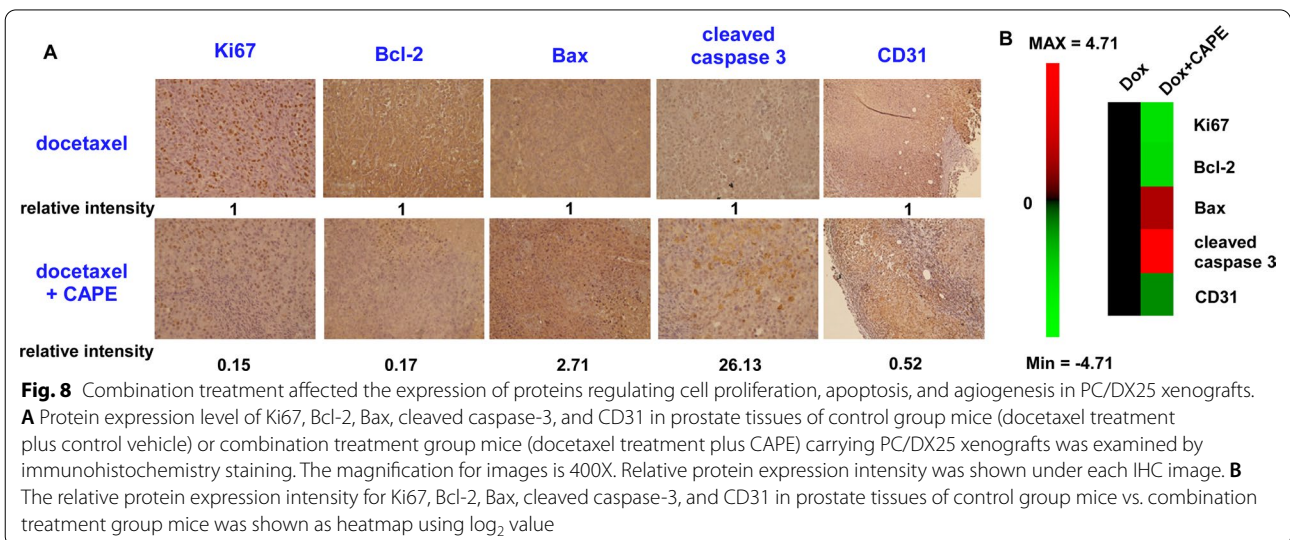 A
Ki67
Bcl-2
Bax
cleaved
caspase 3
CD31
docetaxel
relative intensity
1
1
1
1
1
docetaxel
+ CAPE
relative intensity
0.15
0.17
2.71
26.13
0.52
B
MAX = 4.71
0
Min = -4.71
Dox
Dox+CAPE
Ki67
Bcl-2
Bax
cleaved
caspase 3
CD31
Fig. 8 Combination treatment affected the expression of proteins regulating cell proliferation, apoptosis, and agiogenesis in PC/DX25 xenografts.
A Protein expression level of Ki67, Bcl-2, Bax, cleaved caspase-3, and CD31 in prostate tissues of control group mice (docetaxel treatment
plus control vehicle) or combination treatment group mice (docetaxel treatment plus CAPE) carrying PC/DX25 xenografts was examined by
immunohistochemistry staining. The magnification for images is 400X. Relative protein expression intensity was shown under each IHC image. B
The relative protein expression intensity for Ki67, Bcl-2, Bax, cleaved caspase-3, and CD31 in prostate tissues of control group mice vs. combination
treatment group mice was shown as heatmap using log₂ value